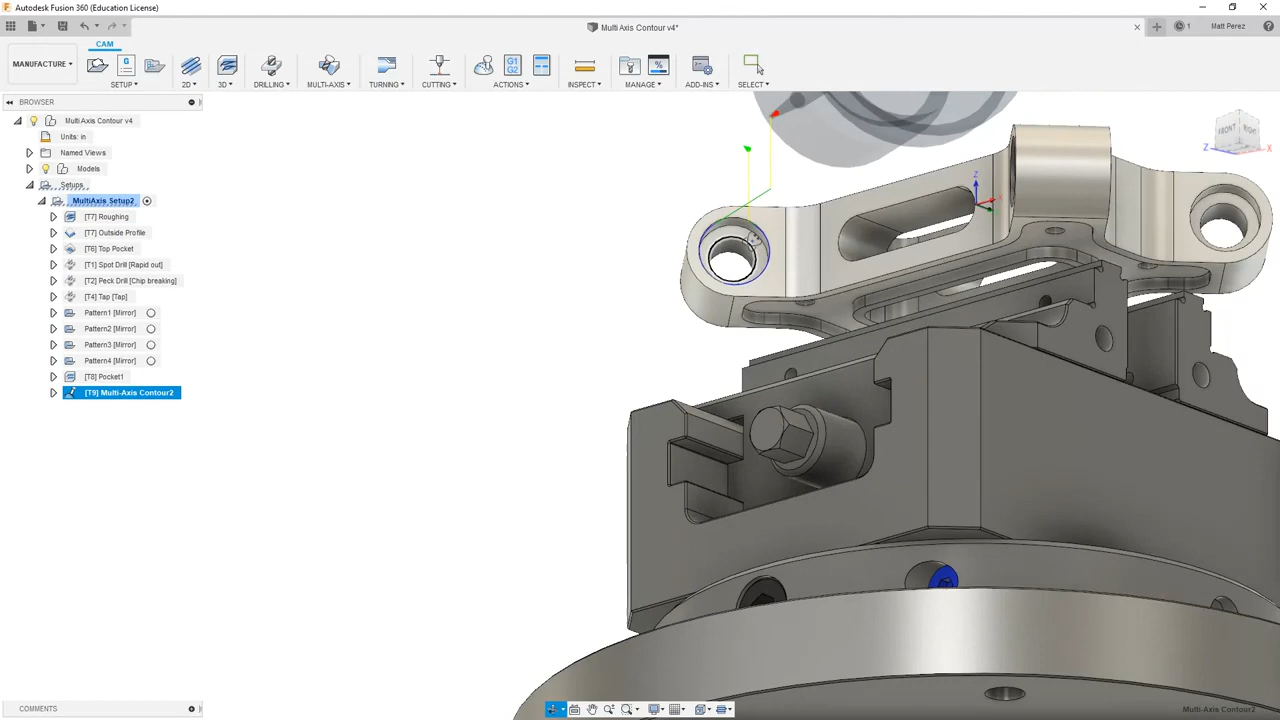 Autodesk Fusion 360 (Education License)
Multi Axis Contour v4*
1
Matt Perez
CAM
MANUFACTURE
G1
G2
SETUP
2D
3D
DRILLING
MULTI-AXIS
TURNING
CUTTING
ACTIONS
INSPECT
MANAGE
ADD-INS
SELECT
BROWSER
Multi Axis Contour v4
Units: in
Named Views
Models
Setups
MultiAxis Setup2
[T7] Roughing
[T7] Outside Profile
[T6] Top Pocket
[T1] Spot Drill [Rapid out]
[T2] Peck Drill [Chip breaking]
[T4] Tap [Tap]
Pattern1 [Mirror]
Pattern2 [Mirror]
Pattern3 [Mirror]
Pattern4 [Mirror]
[T8] Pocket1
[T9] Multi-Axis Contour2
FRONT
RIGHT
Z
X
Z
X
COMMENTS
Multi-Axis Contour2